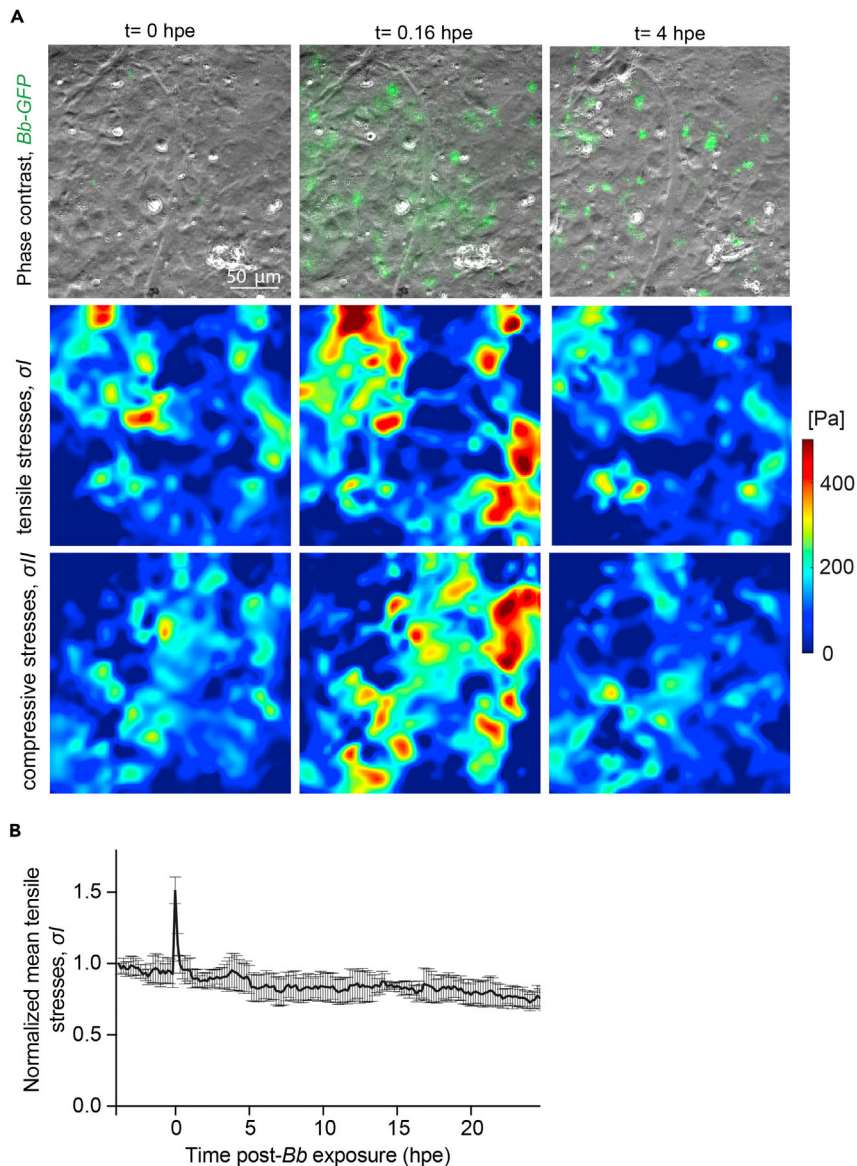 A
t= 0 hpe
t= 0.16 hpe
t= 4 hpe
Phase contrast, Bb-GFP
50 µm
tensile stresses, σI
[Pa]
400
200
0
compressive stresses, σII
B
Normalized mean tensile
stresses, σI
1.5
1.0
0.5
0.0
0
5
10
15
20
Time post-Bb exposure (hpe)